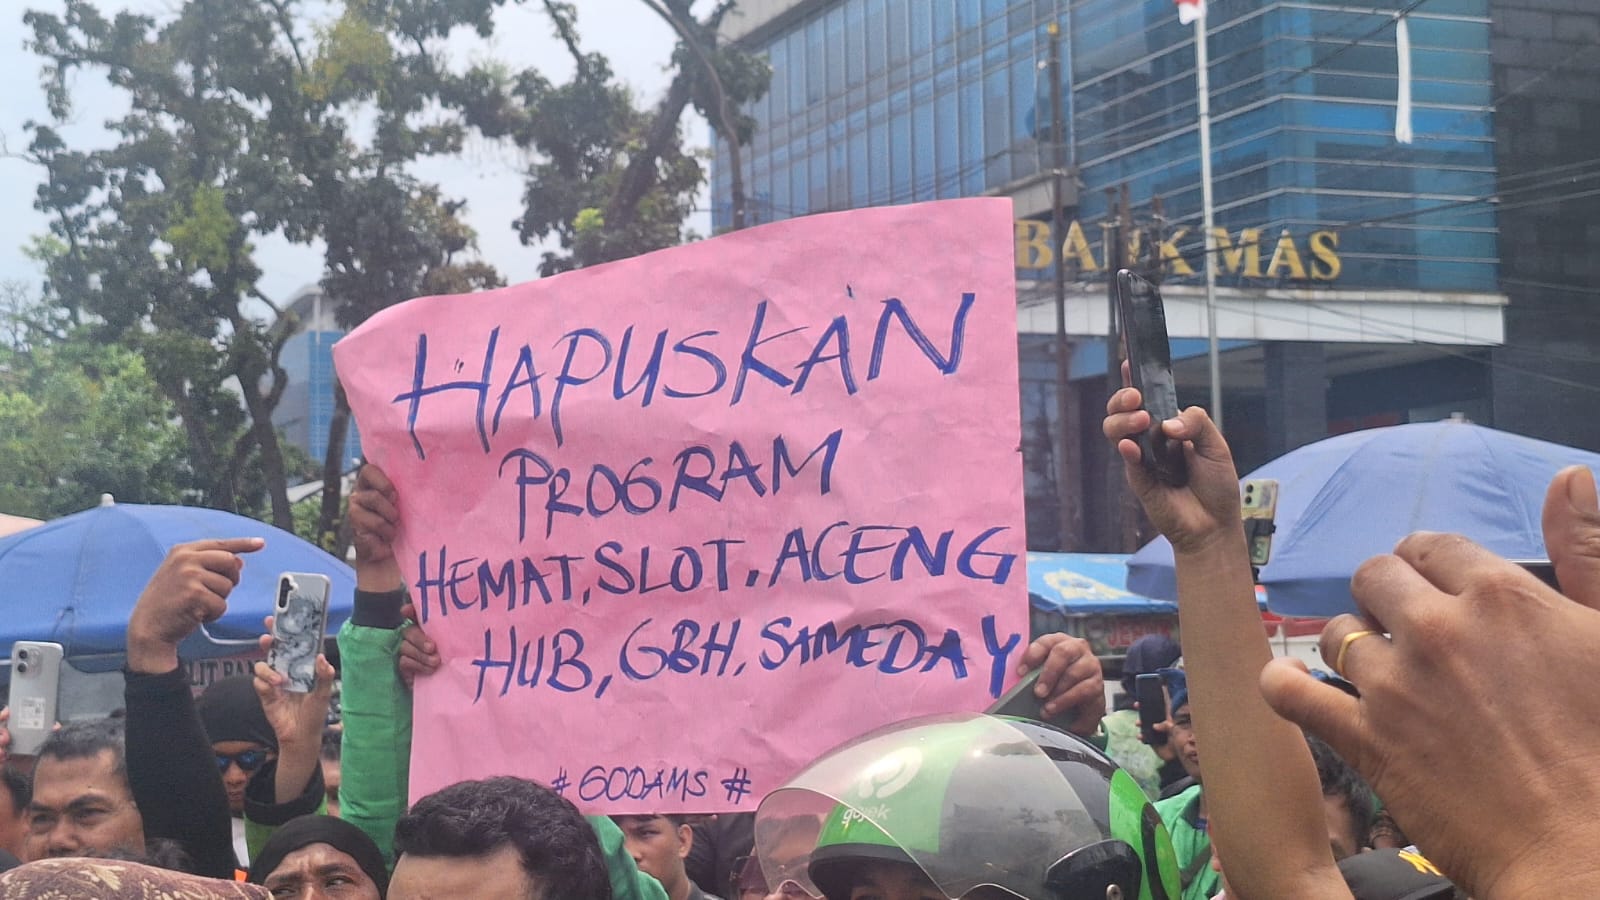 BANK MAS
HAPUSKAN
PROGRAM
HEMAT, SLOT, ACENG
HUB, GBH, SAMEDAY
# GODAMS #
gojek